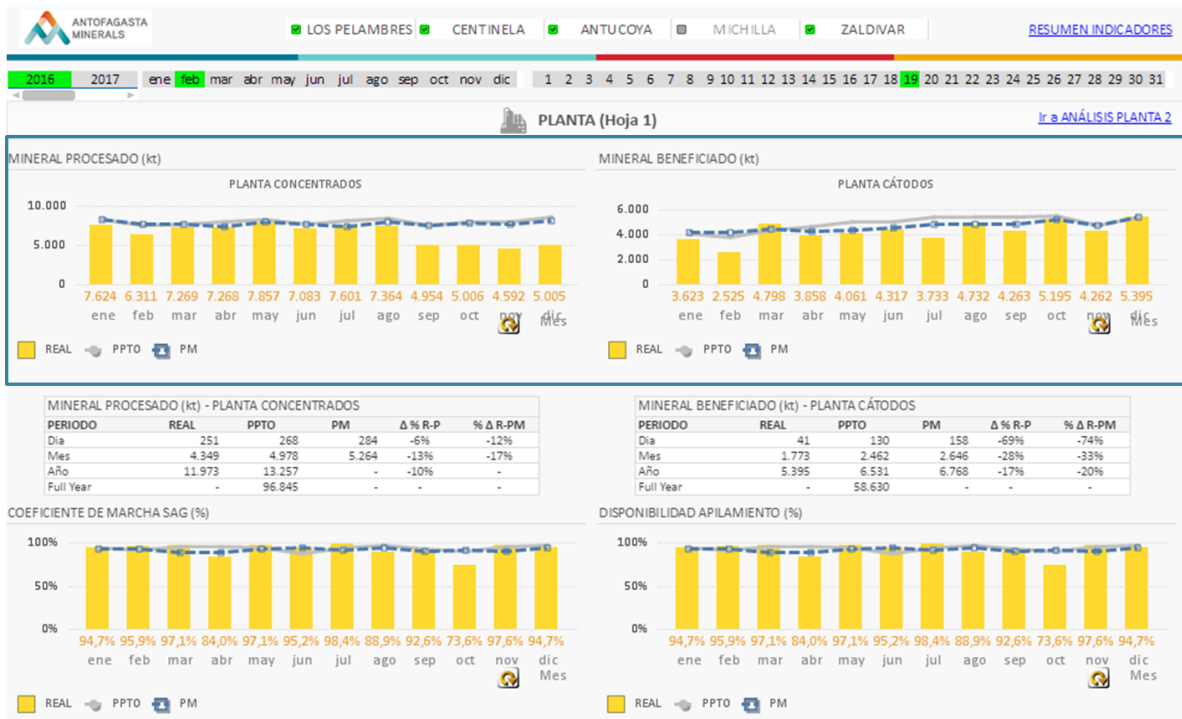 ANTOFAGASTA
MINERALS
LOS PELAMBRES CENTINELA ANTUCOYA MICHILLA ZALDIVAR
RESUMEN INDICADORES
2016 2017 ene feb mar abr may jun jul ago sep oct nov dic 1 2 3 4 5 6 7 8 9 10 11 12 13 14 15 16 17 18 19 20 21 22 23 24 25 26 27 28 29 30 31
PLANTA (Hoja 1)
Ir a ANÁLISIS PLANTA 2
MINERAL PROCESADO (kt)
PLANTA CONCENTRADOS
10.000
5.000
0
7.624 6.311 7.269 7.268 7.857 7.083 7.601 7.364 4.954 5.006 4.592 5.005
ene feb mar abr may jun jul ago sep oct nov dic
Mes
REAL PPTO PM
MINERAL BENEFICIADO (kt)
PLANTA CÁTODOS
6.000
4.000
2.000
0
3.623 2.525 4.798 3.858 4.061 4.317 3.733 4.732 4.263 5.195 4.262 5.395
ene feb mar abr may jun jul ago sep oct nov dic
Mes
REAL PPTO PM
MINERAL PROCESADO (kt) - PLANTA CONCENTRADOS
PERIODO REAL PPTO PM Δ % R-P % Δ R-PM
Dia 251 268 284 -6% -12%
Mes 4.349 4.978 5.264 -13% -17%
Año 11.973 13.257 - -10% -
Full Year - 96.845 - - -
MINERAL BENEFICIADO (kt) - PLANTA CÁTODOS
PERIODO REAL PPTO PM Δ % R-P % Δ R-PM
Dia 41 130 158 -69% -74%
Mes 1.773 2.462 2.646 -28% -33%
Año 5.395 6.531 6.768 -17% -20%
Full Year - 58.630 - - -
COEFICIENTE DE MARCHA SAG (%)
100%
50%
0%
94,7% 95,9% 97,1% 84,0% 97,1% 95,2% 98,4% 88,9% 92,6% 73,6% 97,6% 94,7%
ene feb mar abr may jun jul ago sep oct nov dic
Mes
REAL PPTO PM
DISPONIBILIDAD APILAMIENTO (%)
100%
50%
0%
94,7% 95,9% 97,1% 84,0% 97,1% 95,2% 98,4% 88,9% 92,6% 73,6% 97,6% 94,7%
ene feb mar abr may jun jul ago sep oct nov dic
Mes
REAL PPTO PM